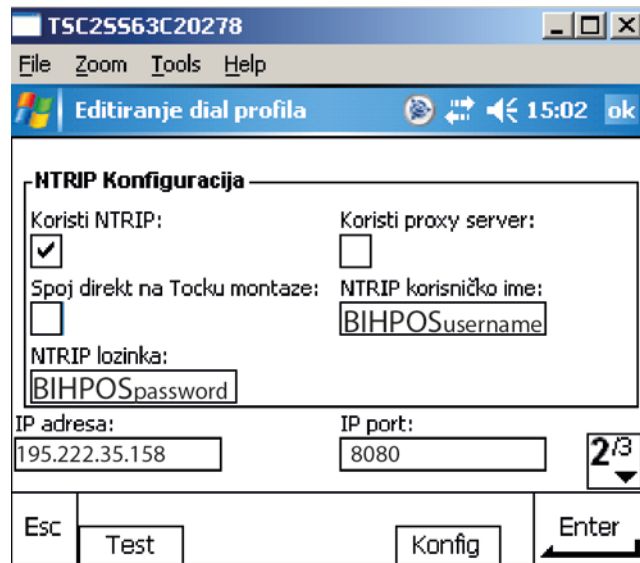 TSC2SS63C20278
File Zoom Tools Help
Editiranje dial profila 15:02 ok
NTRIP Konfiguracija
Koristi NTRIP: Koristi proxy server:
Spoj direkt na Tocku montaze: NTRIP korisničko ime:
BIHPOSusername
NTRIP lozinka:
BIHPOSpassword
IP adresa: IP port:
195.222.35.158 8080
2/3
Esc Test Konfig Enter